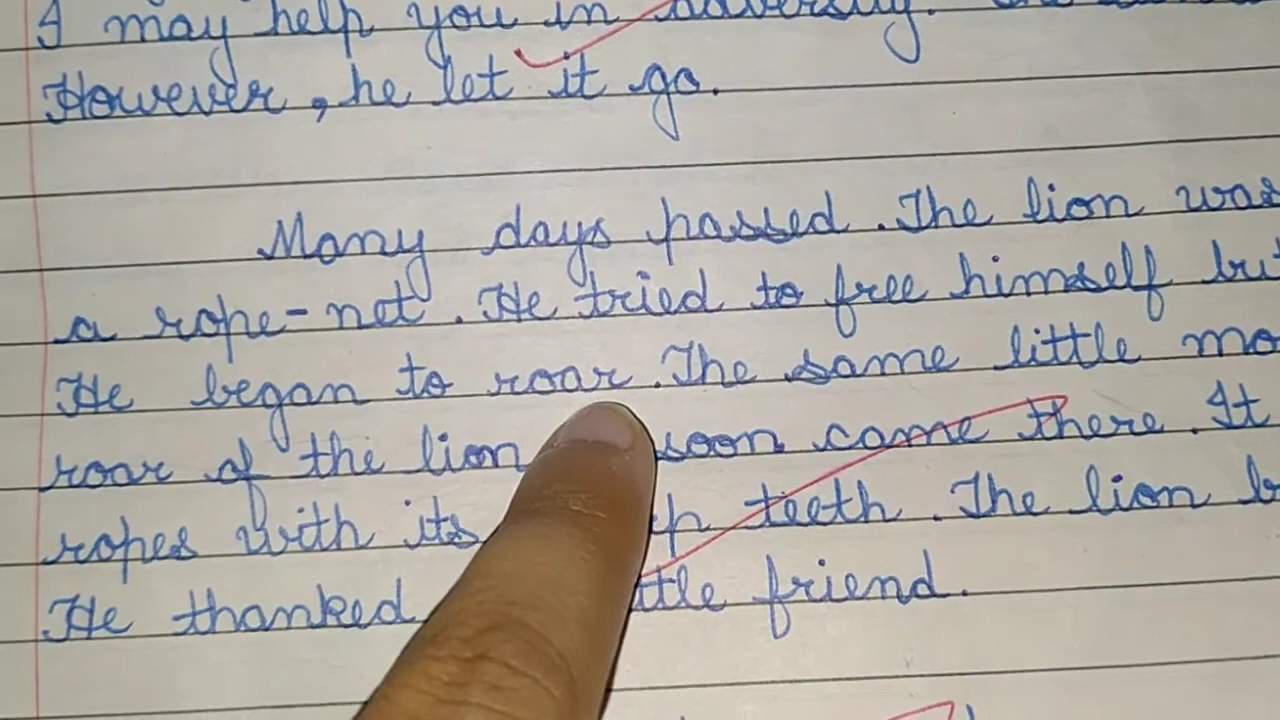 I may help you in adversity.
However, he let it go.
Many days passed. The lion was
a rope-net. He tried to free himself but
He began to roar. The same little
roar of the lion soon came there. It
ropes with its teeth. The lion
He thanked friend.